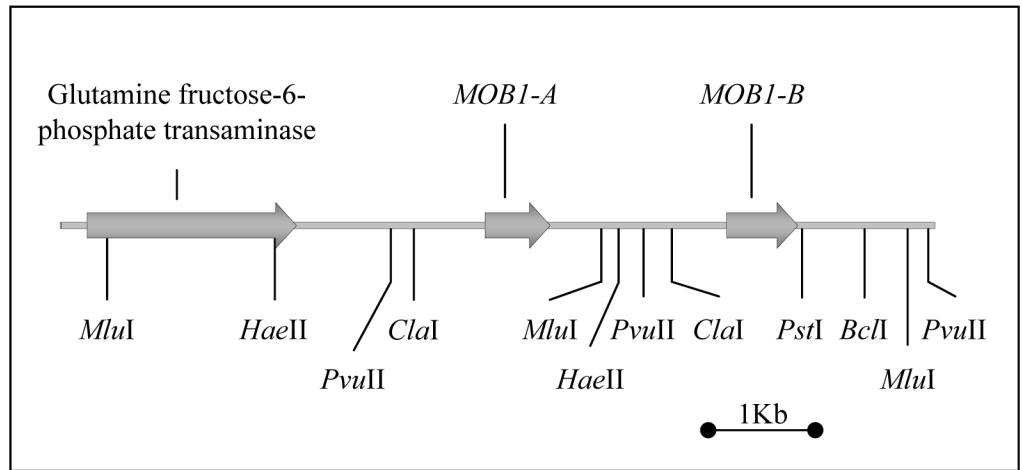 Glutamine fructose-6-
phosphate transaminase
MOB1-A
MOB1-B
MluI
HaeII
PvuII
ClaI
MluI
HaeII
PvuII
ClaI
PstI
BclI
MluI
PvuII
1Kb